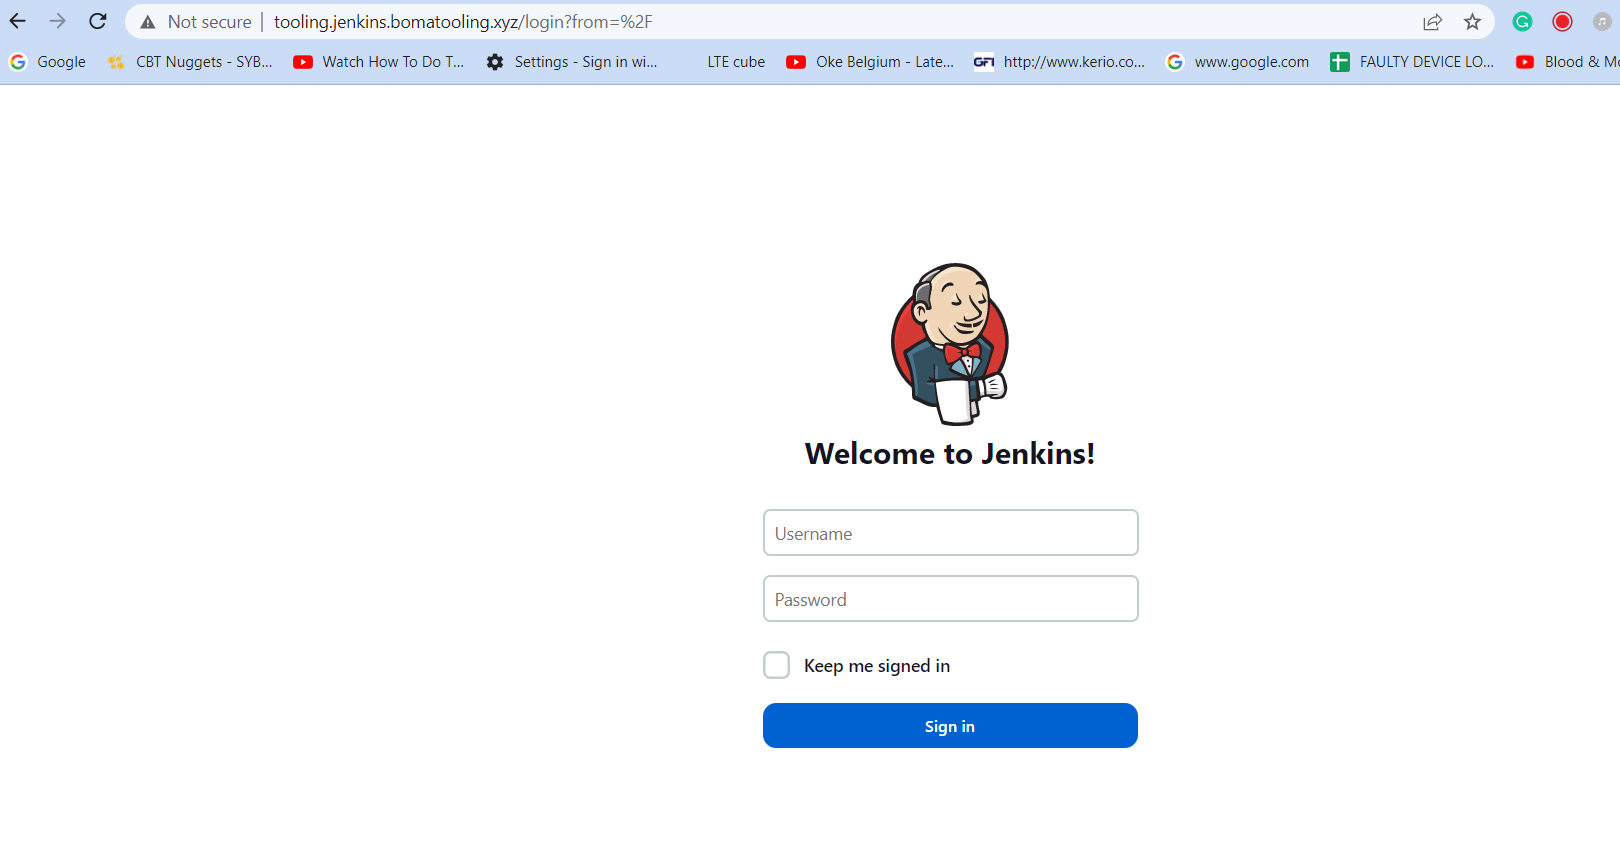 Not secure | tooling.jenkins.bomatooling.xyz/login?from=%2F
Google CBT Nuggets - SYB... Watch How To Do T... Settings - Sign in wi... LTE cube Oke Belgium - Late... GFI http://www.kerio.co... www.google.com FAULTY DEVICE LO... Blood & Mo
Welcome to Jenkins!
Username
Password
Keep me signed in
Sign in